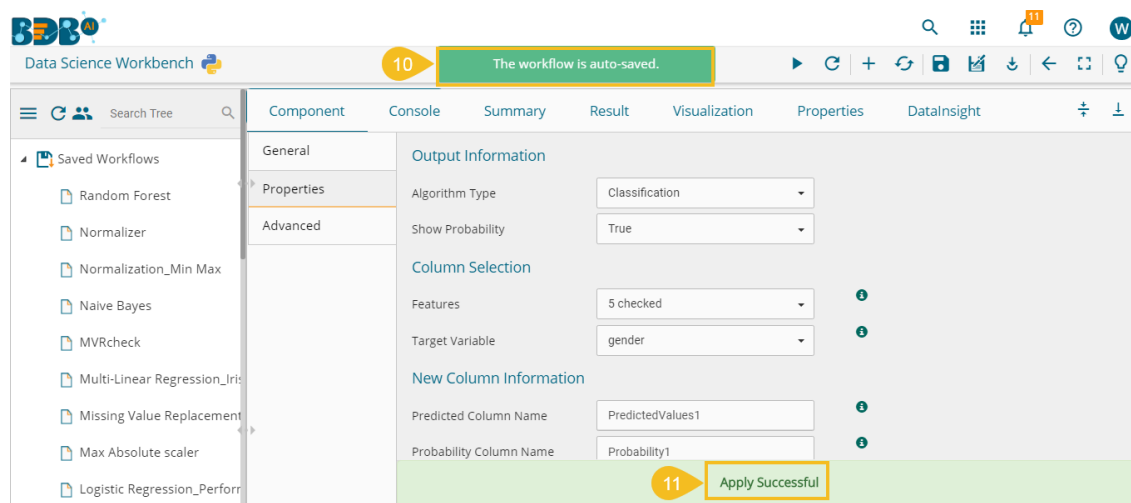 BDB AI
11
W
Data Science Workbench
10
The workflow is auto-saved.
Search Tree
Component Console Summary Result Visualization Properties DataInsight
Saved Workflows
Random Forest
Normalizer
Normalization_Min Max
Naive Bayes
MVRcheck
Multi-Linear Regression_Iris
Missing Value Replacement
Max Absolute scaler
Logistic Regression_Perforr
General
Properties
Advanced
Output Information
Algorithm Type Classification
Show Probability True
Column Selection
Features 5 checked
Target Variable gender
New Column Information
Predicted Column Name PredictedValues1
Probability Column Name Probability1
11 Apply Successful